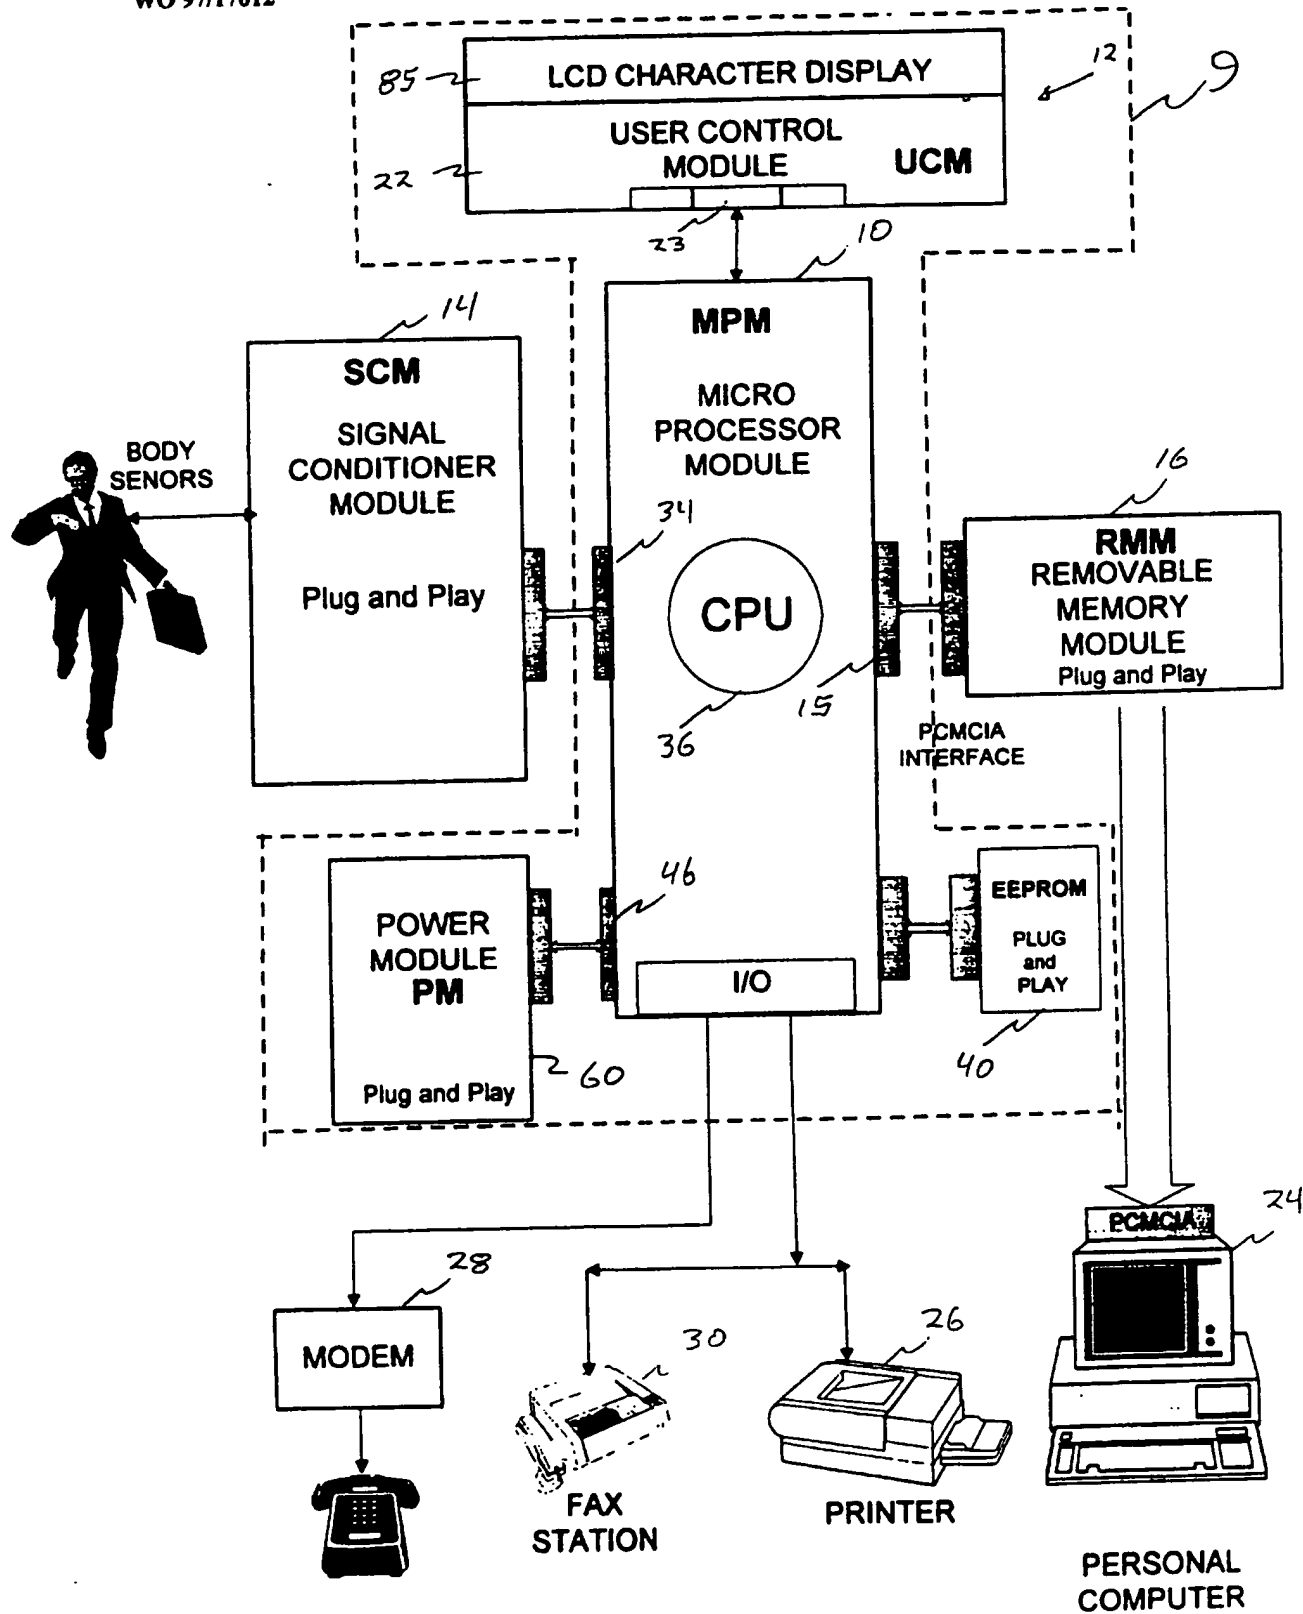 85
LCD CHARACTER DISPLAY
12
9
USER CONTROL
MODULE
UCM
22
23
10
14
MPM
SCM
MICRO
PROCESSOR
MODULE
SIGNAL
CONDITIONER
MODULE
BODY
SENORS
Plug and Play
34
16
RMM
REMOVABLE
MEMORY
MODULE
Plug and Play
CPU
15
36
PCMCIA
INTERFACE
46
POWER
MODULE
PM
Plug and Play
60
EEPROM
PLUG
and
PLAY
40
I/O
24
PCMCIA
28
MODEM
30
26
FAX
STATION
PRINTER
PERSONAL
COMPUTER